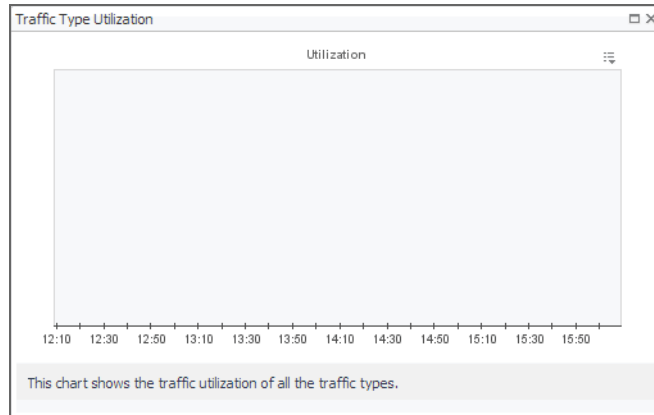 Traffic Type Utilization
Utilization
12:10 12:30 12:50 13:10 13:30 13:50 14:10 14:30 14:50 15:10 15:30 15:50
This chart shows the traffic utilization of all the traffic types.